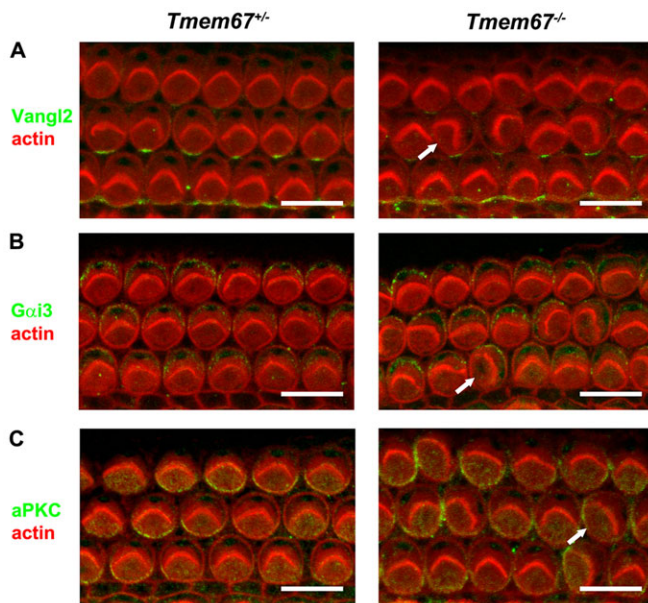 Tmem67+/- Tmem67-/-
A
Vangl2
actin
B
Gαi3
actin
C
aPKC
actin